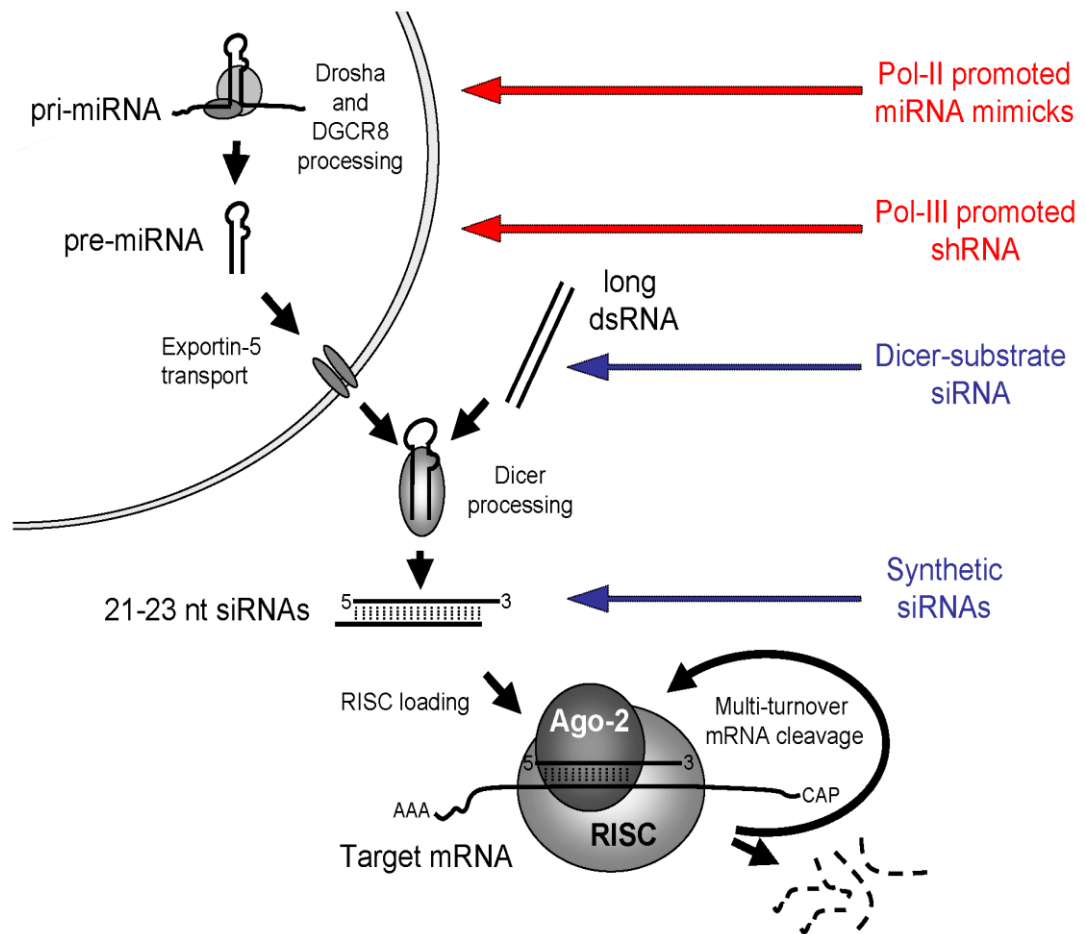 pri-miRNA
Drosha
and
DGCR8
processing
Pol-II promoted
miRNA mimicks
pre-miRNA
Pol-III promoted
shRNA
long
dsRNA
Exportin-5
transport
Dicer-substrate
siRNA
Dicer
processing
21-23 nt siRNAs
5
3
Synthetic
siRNAs
RISC loading
Ago-2
Multi-turnover
mRNA cleavage
5
3
AAA
CAP
RISC
Target mRNA